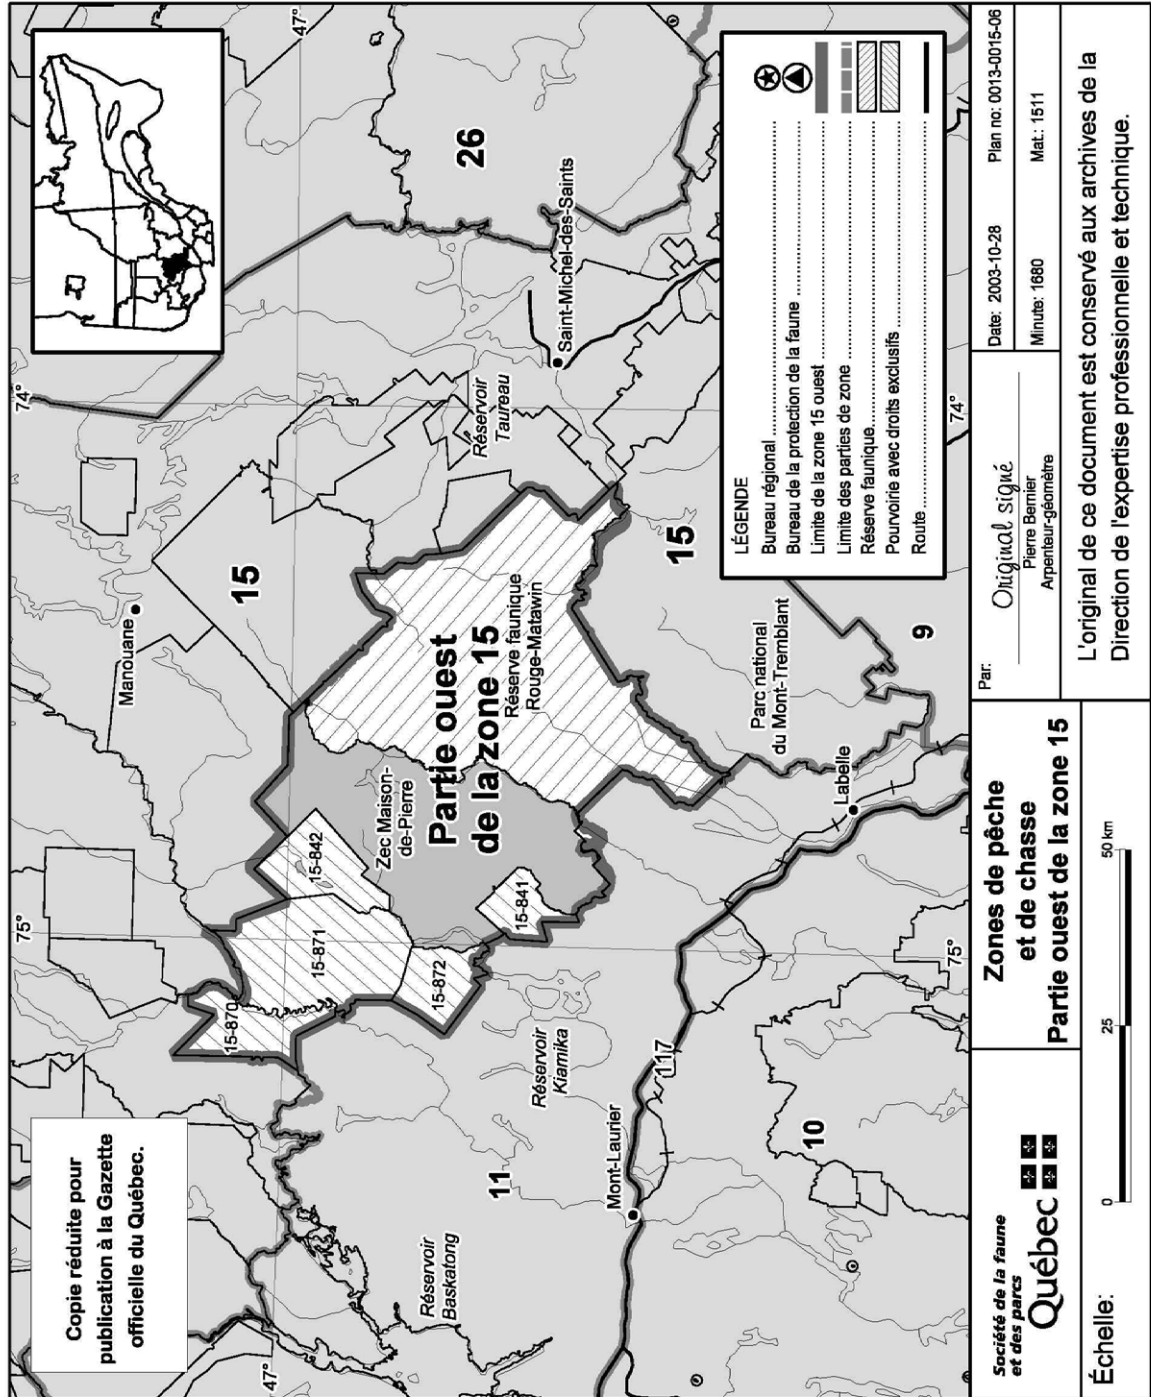 Copie réduite pour
publication à la Gazette
officielle du Québec.
75°
74°
47°
47°
75°
74°
Manouane
15
26
15-870
15-871
15-842
15-872
15-841
Zec Maison-
de-Pierre
Partie ouest
de la zone 15
Réserve faunique
Rouge-Matawin
Réservoir
Taureau
Saint-Michel-des-Saints
Réservoir
Baskatong
11
Réservoir
Kiamika
Mont-Laurier
117
10
Labelle
Parc national
du Mont-Tremblant
15
9
LÉGENDE
Bureau régional
Bureau de la protection de la faune
Limite de la zone 15 ouest
Limite des parties de zone
Réserve faunique
Pourvoirie avec droits exclusifs
Route
Société de la faune
et des parcs
Québec
Zones de pêche
et de chasse
Partie ouest de la zone 15
Échelle:
0 25 50 km
Par:
Original signé
Pierre Bernier
Arpenteur-géomètre
Date: 2003-10-28 Plan no: 0013-0015-06
Minute: 1680 Mat.: 1511
L'original de ce document est conservé aux archives de la
Direction de l'expertise professionnelle et technique.